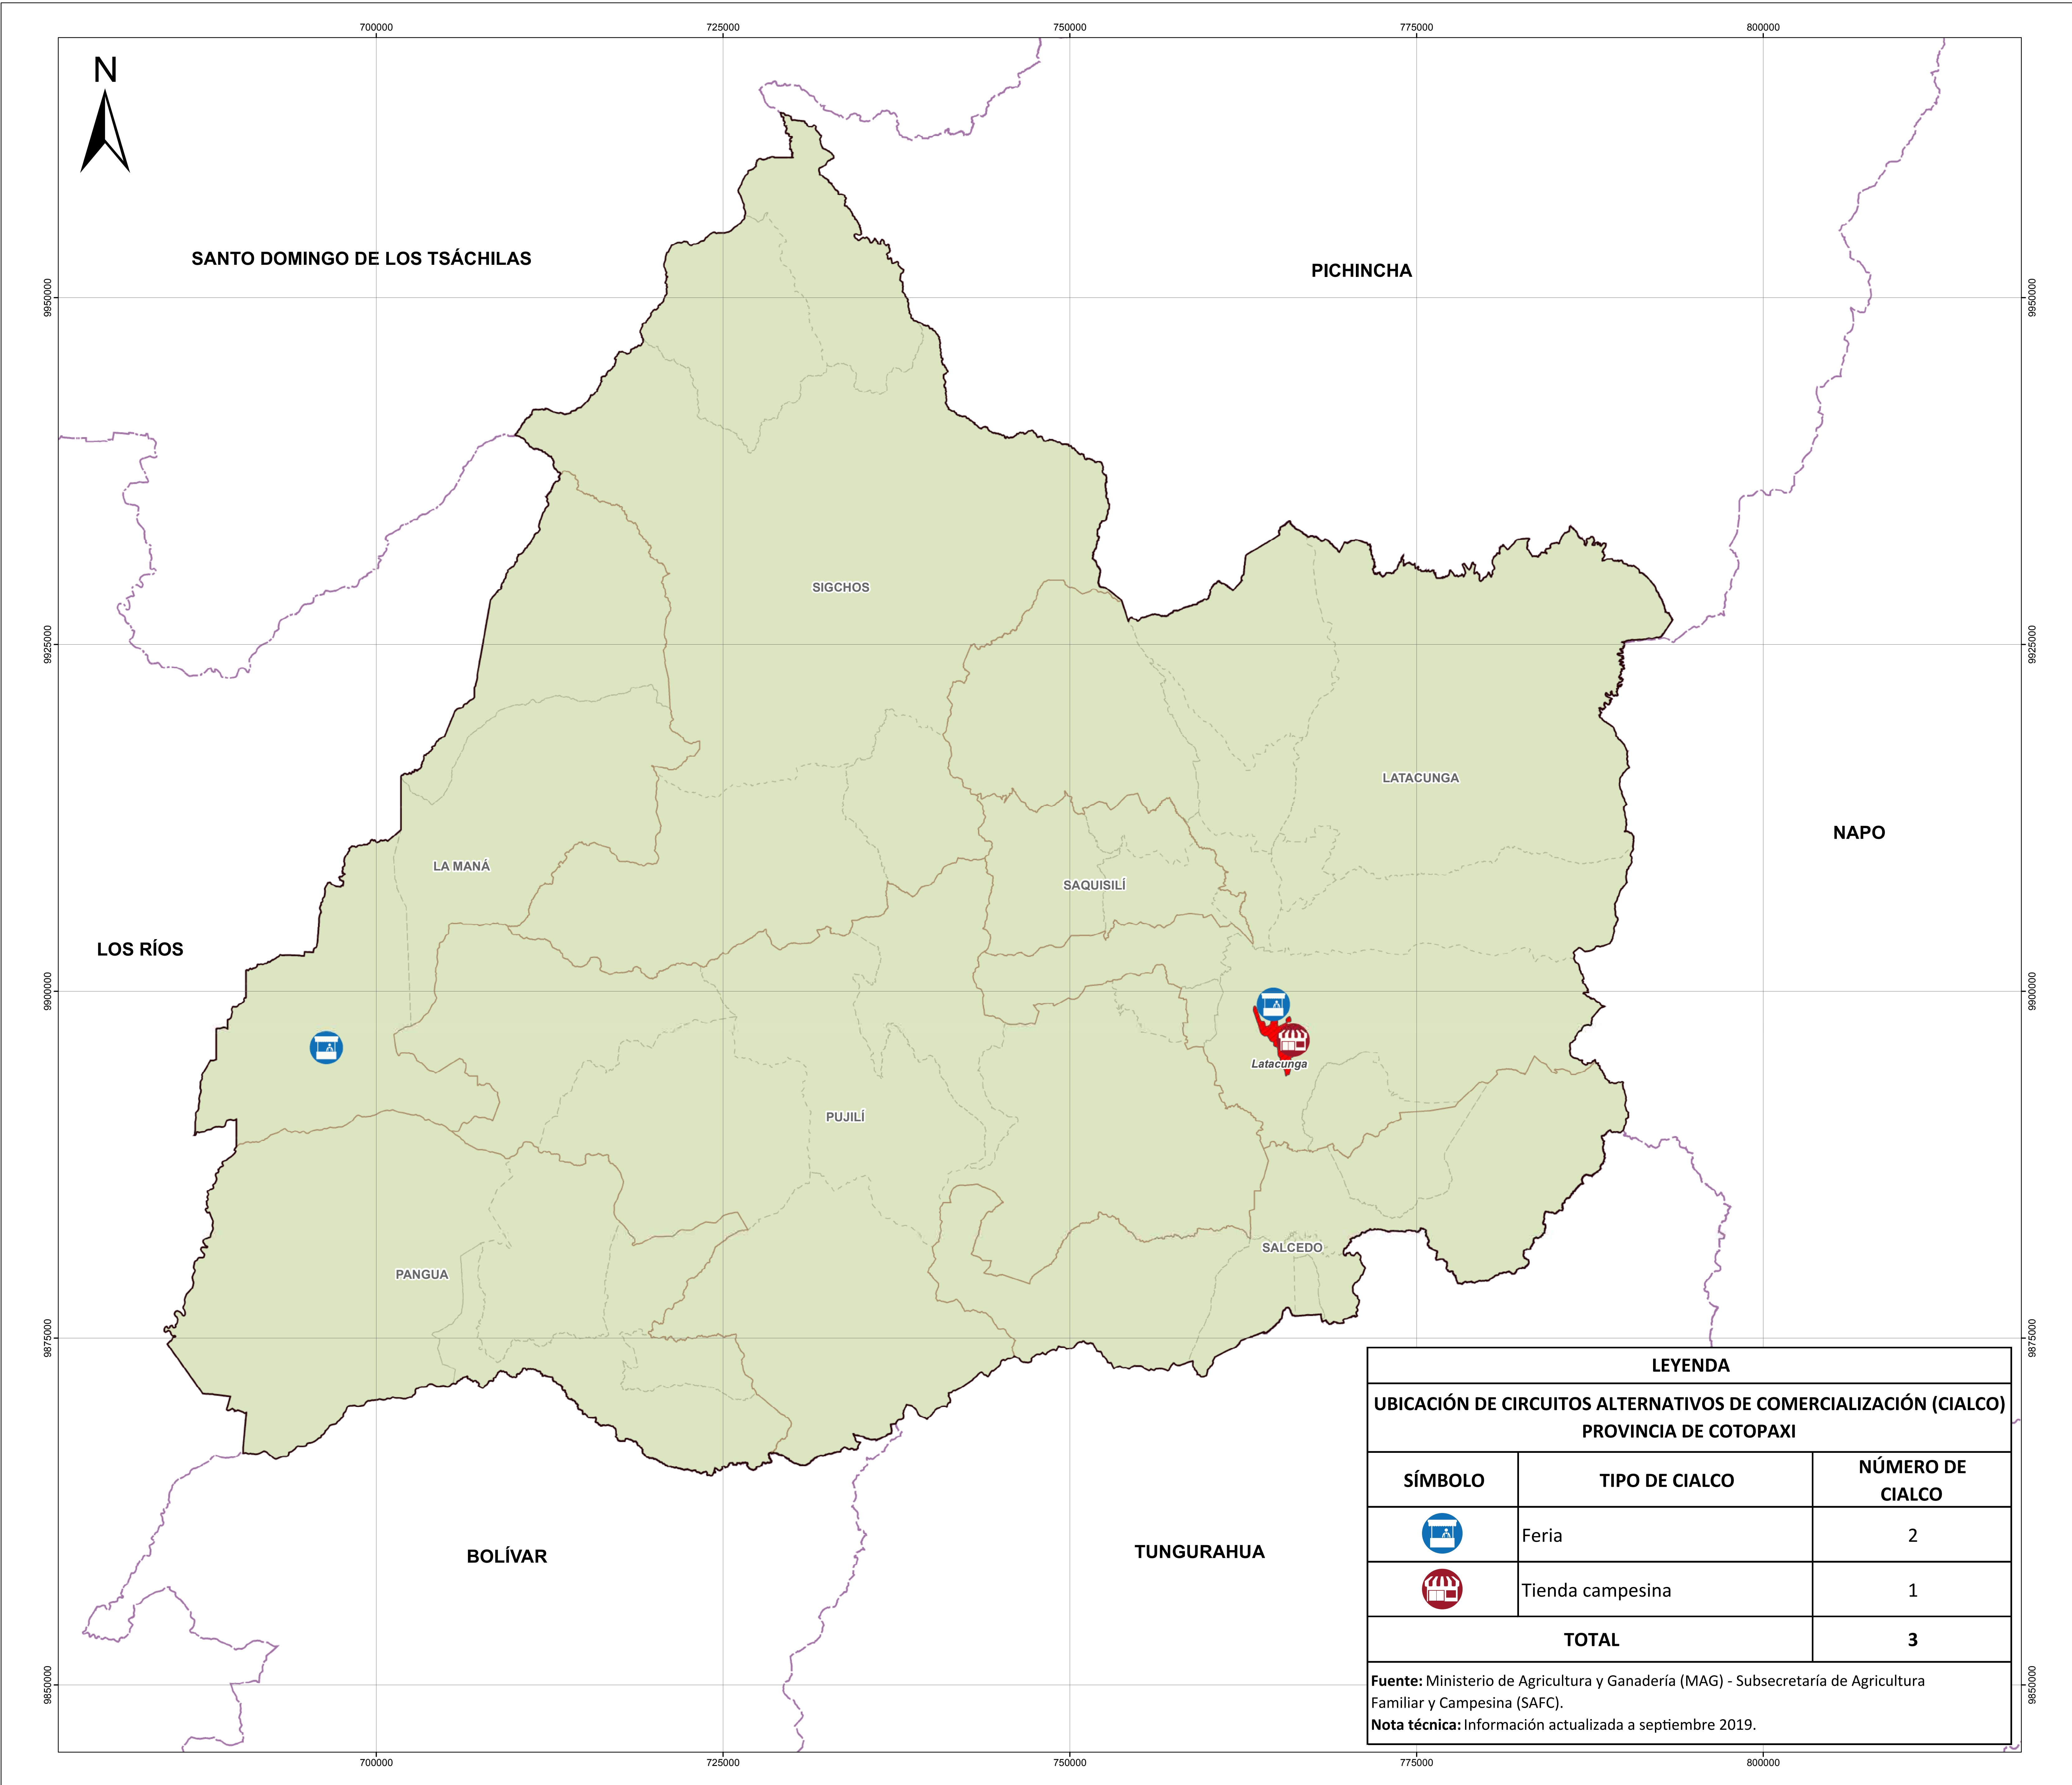 700000
725000
750000
775000
800000
N
SANTO DOMINGO DE LOS TSÁCHILAS
PICHINCHA
9950000
9950000
SIGCHOS
9925000
9925000
LATACUNGA
NAPO
LA MANÁ
SAQUISILÍ
LOS RÍOS
9900000
9900000
Latacunga
PUJILÍ
SALCEDO
PANGUA
9875000
9875000
BOLÍVAR
TUNGURAHUA
LEYENDA
UBICACIÓN DE CIRCUITOS ALTERNATIVOS DE COMERCIALIZACIÓN (CIALCO)
PROVINCIA DE COTOPAXI
SÍMBOLO TIPO DE CIALCO NÚMERO DE
CIALCO
Feria 2
Tienda campesina 1
TOTAL 3
Fuente: Ministerio de Agricultura y Ganadería (MAG) - Subsecretaría de Agricultura
Familiar y Campesina (SAFC).
Nota técnica: Información actualizada a septiembre 2019.
9850000
9850000
700000
725000
750000
775000
800000